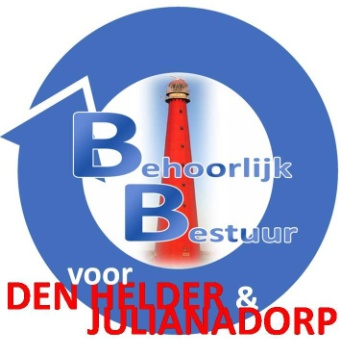 Behoorlijk
Bestuur
voor
DEN HELDER &
JULIANADORP